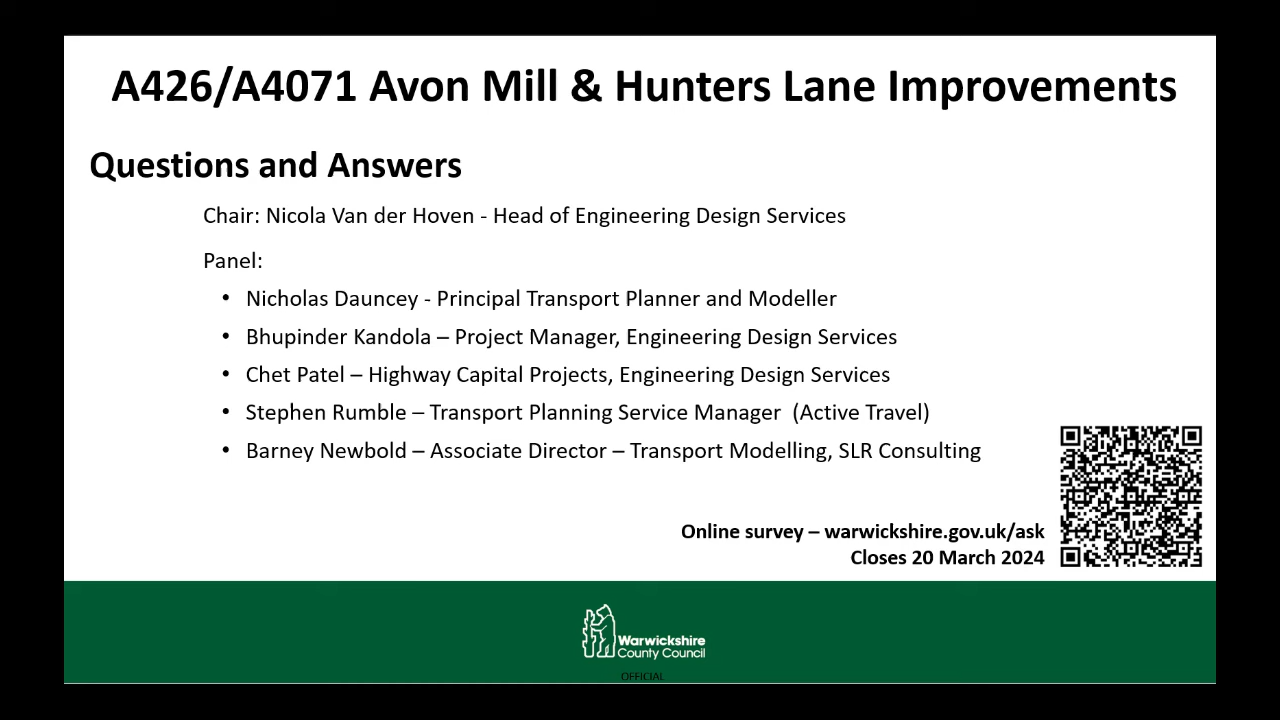 A426/A4071 Avon Mill & Hunters Lane Improvements
Questions and Answers
Chair: Nicola Van der Hoven - Head of Engineering Design Services
Panel:
• Nicholas Dauncey - Principal Transport Planner and Modeller
• Bhupinder Kandola – Project Manager, Engineering Design Services
• Chet Patel – Highway Capital Projects, Engineering Design Services
• Stephen Rumble – Transport Planning Service Manager (Active Travel)
• Barney Newbold – Associate Director – Transport Modelling, SLR Consulting
Online survey – warwickshire.gov.uk/ask
Closes 20 March 2024
Warwickshire
County Council
OFFICIAL